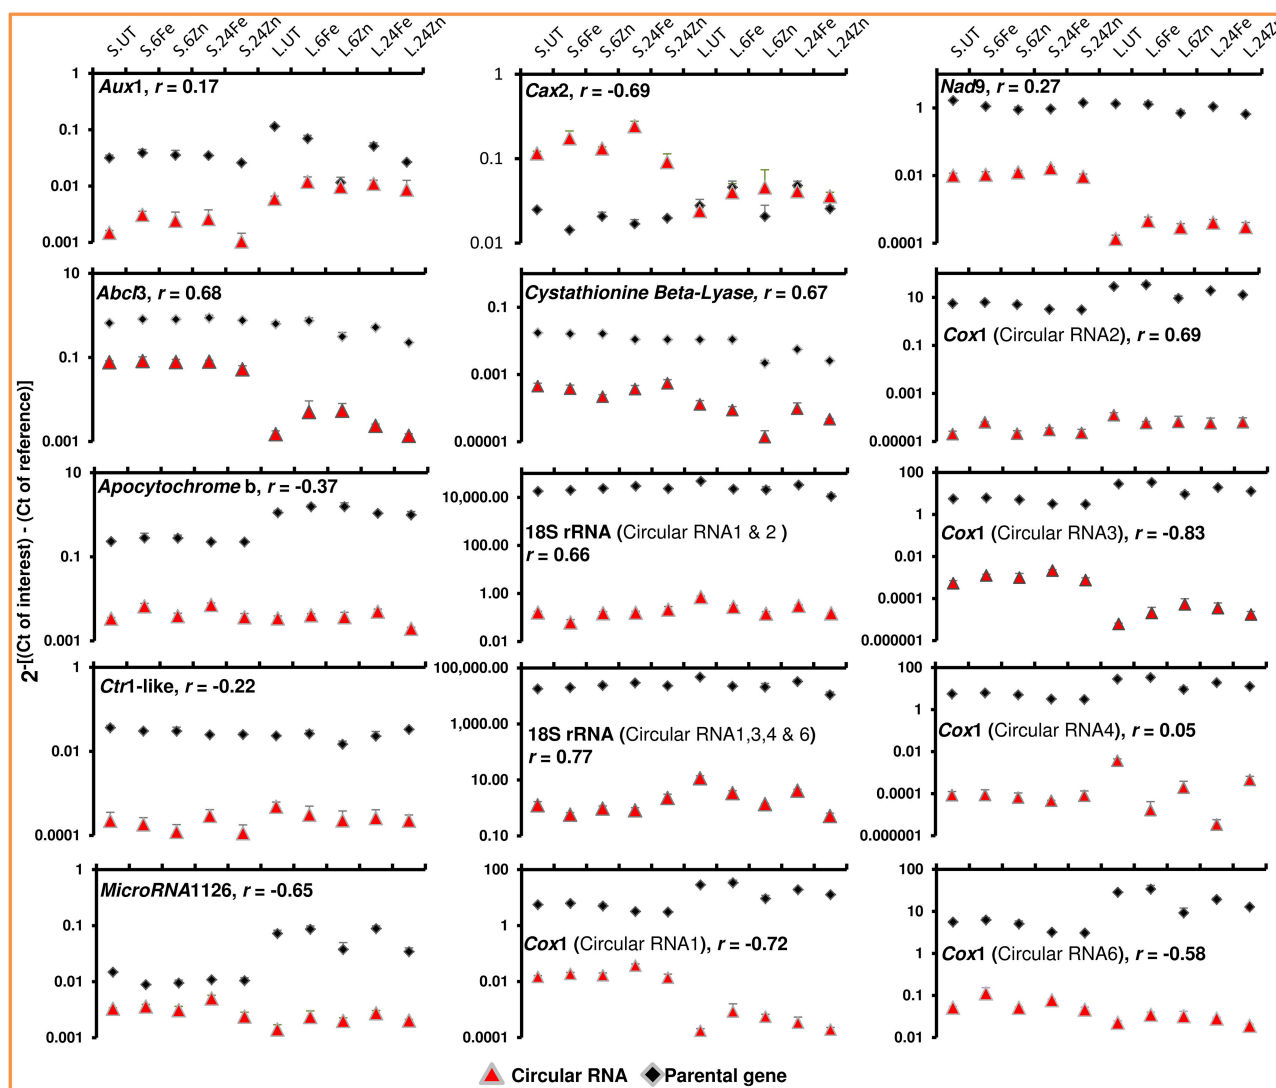 S.UT S.6Fe S.6Zn S.24Fe S.24Zn L.UT L.6Fe L.6Zn L.24Fe L.24Zn
S.UT S.6Fe S.6Zn S.24Fe S.24Zn L.UT L.6Fe L.6Zn L.24Fe L.24Zn
S.UT S.6Fe S.6Zn S.24Fe S.24Zn L.UT L.6Fe L.6Zn L.24Fe L.24Zn
2-[(Ct of interest) - (Ct of reference)]
Aux1, r = 0.17
1
0.1
0.01
0.001
Cax2, r = -0.69
1
0.1
0.01
Nad9, r = 0.27
1
0.01
0.0001
Abcf3, r = 0.68
10
0.1
0.001
Cystathionine Beta-Lyase, r = 0.67
0.1
0.001
0.00001
10
0.1
Cox1 (Circular RNA2), r = 0.69
0.001
0.00001
Apocytochrome b, r = -0.37
10
0.1
0.001
10,000.00
18S rRNA (Circular RNA1 & 2 )
100.00
r = 0.66
1.00
0.01
100
1
Cox1 (Circular RNA3), r = -0.83
0.01
0.0001
0.000001
Ctr1-like, r = -0.22
1
0.01
0.0001
100,000.00
1,000.00
18S rRNA (Circular RNA1,3,4 & 6)
r = 0.77
10.00
0.10
100
1
Cox1 (Circular RNA4), r = 0.05
0.01
0.0001
0.000001
MicroRNA1126, r = -0.65
1
0.1
0.01
0.001
100
1
Cox1 (Circular RNA1), r = -0.72
0.01
0.0001
100
10
1
Cox1 (Circular RNA6), r = -0.58
0.1
0.01
Circular RNA Parental gene